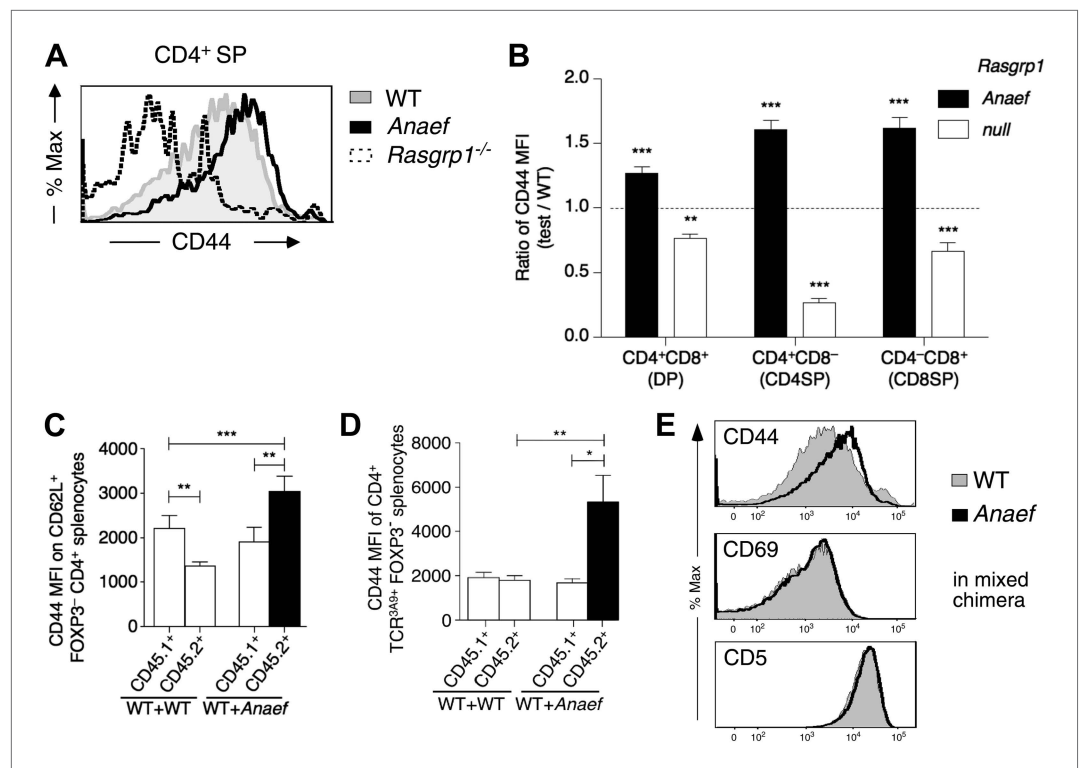 A
CD4⁺ SP
% Max
CD44
WT
Anaef
Rasgrp1⁻/⁻
B
Ratio of CD44 MFI
(test / WT)
2.0
1.5
1.0
0.5
0.0
***
**
***
***
***
***
Rasgrp1
Anaef
null
CD4⁺CD8⁺
(DP)
CD4⁺CD8⁻
(CD4SP)
CD4⁻CD8⁺
(CD8SP)
C
CD44 MFI on CD62L⁺
FOXP3⁻ CD4⁺ splenocytes
4000
3000
2000
1000
0
***
**
**
CD45.1⁺
CD45.2⁺
CD45.1⁺
CD45.2⁺
WT+WT
WT+Anaef
D
CD44 MFI of CD4⁺
TCR³ᴬ⁹⁺ FOXP3⁻ splenocytes
8000
6000
4000
2000
0
**
*
CD45.1⁺
CD45.2⁺
CD45.1⁺
CD45.2⁺
WT+WT
WT+Anaef
E
% Max
CD44
0 10² 10³ 10⁴ 10⁵
CD69
0 10² 10³ 10⁴ 10⁵
CD5
0 10² 10³ 10⁴ 10⁵
WT
Anaef
in mixed
chimera